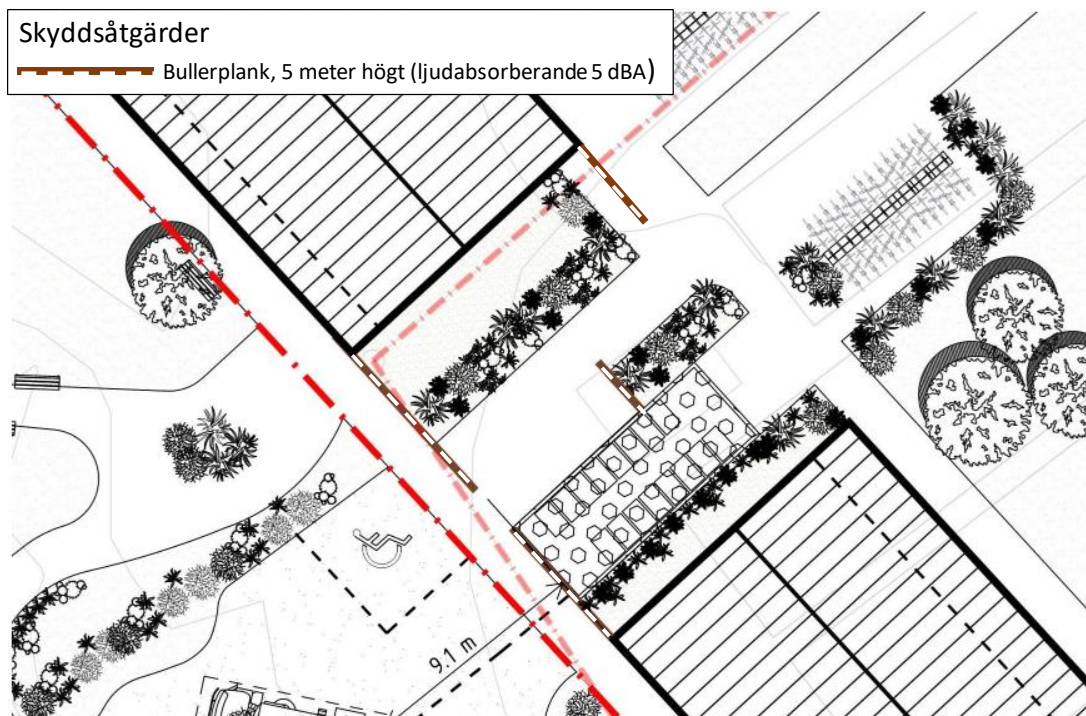 Skyddsåtgärder
Bullerplank, 5 meter högt (ljudabsorberande 5 dBA)
9.1 m